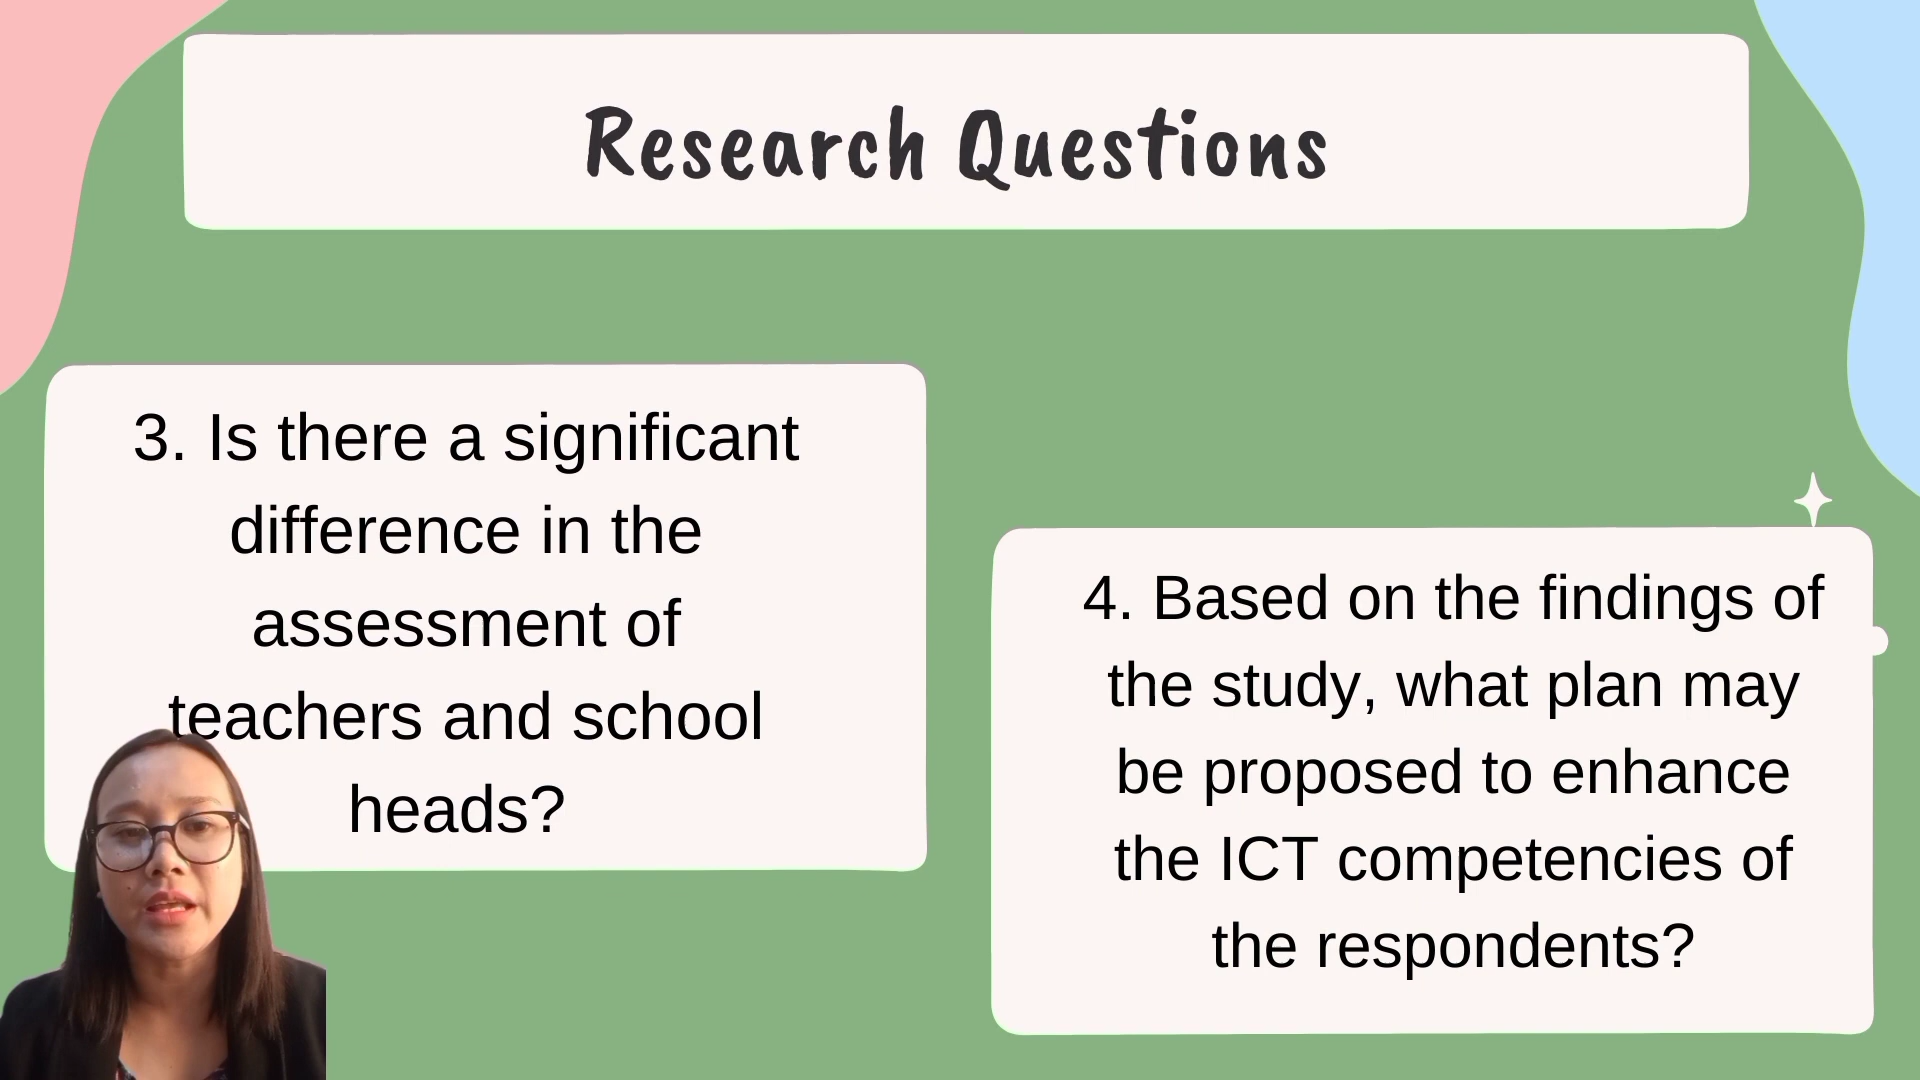 Research Questions
3. Is there a significant
difference in the
assessment of
teachers and school
heads?
4. Based on the findings of
the study, what plan may
be proposed to enhance
the ICT competencies of
the respondents?